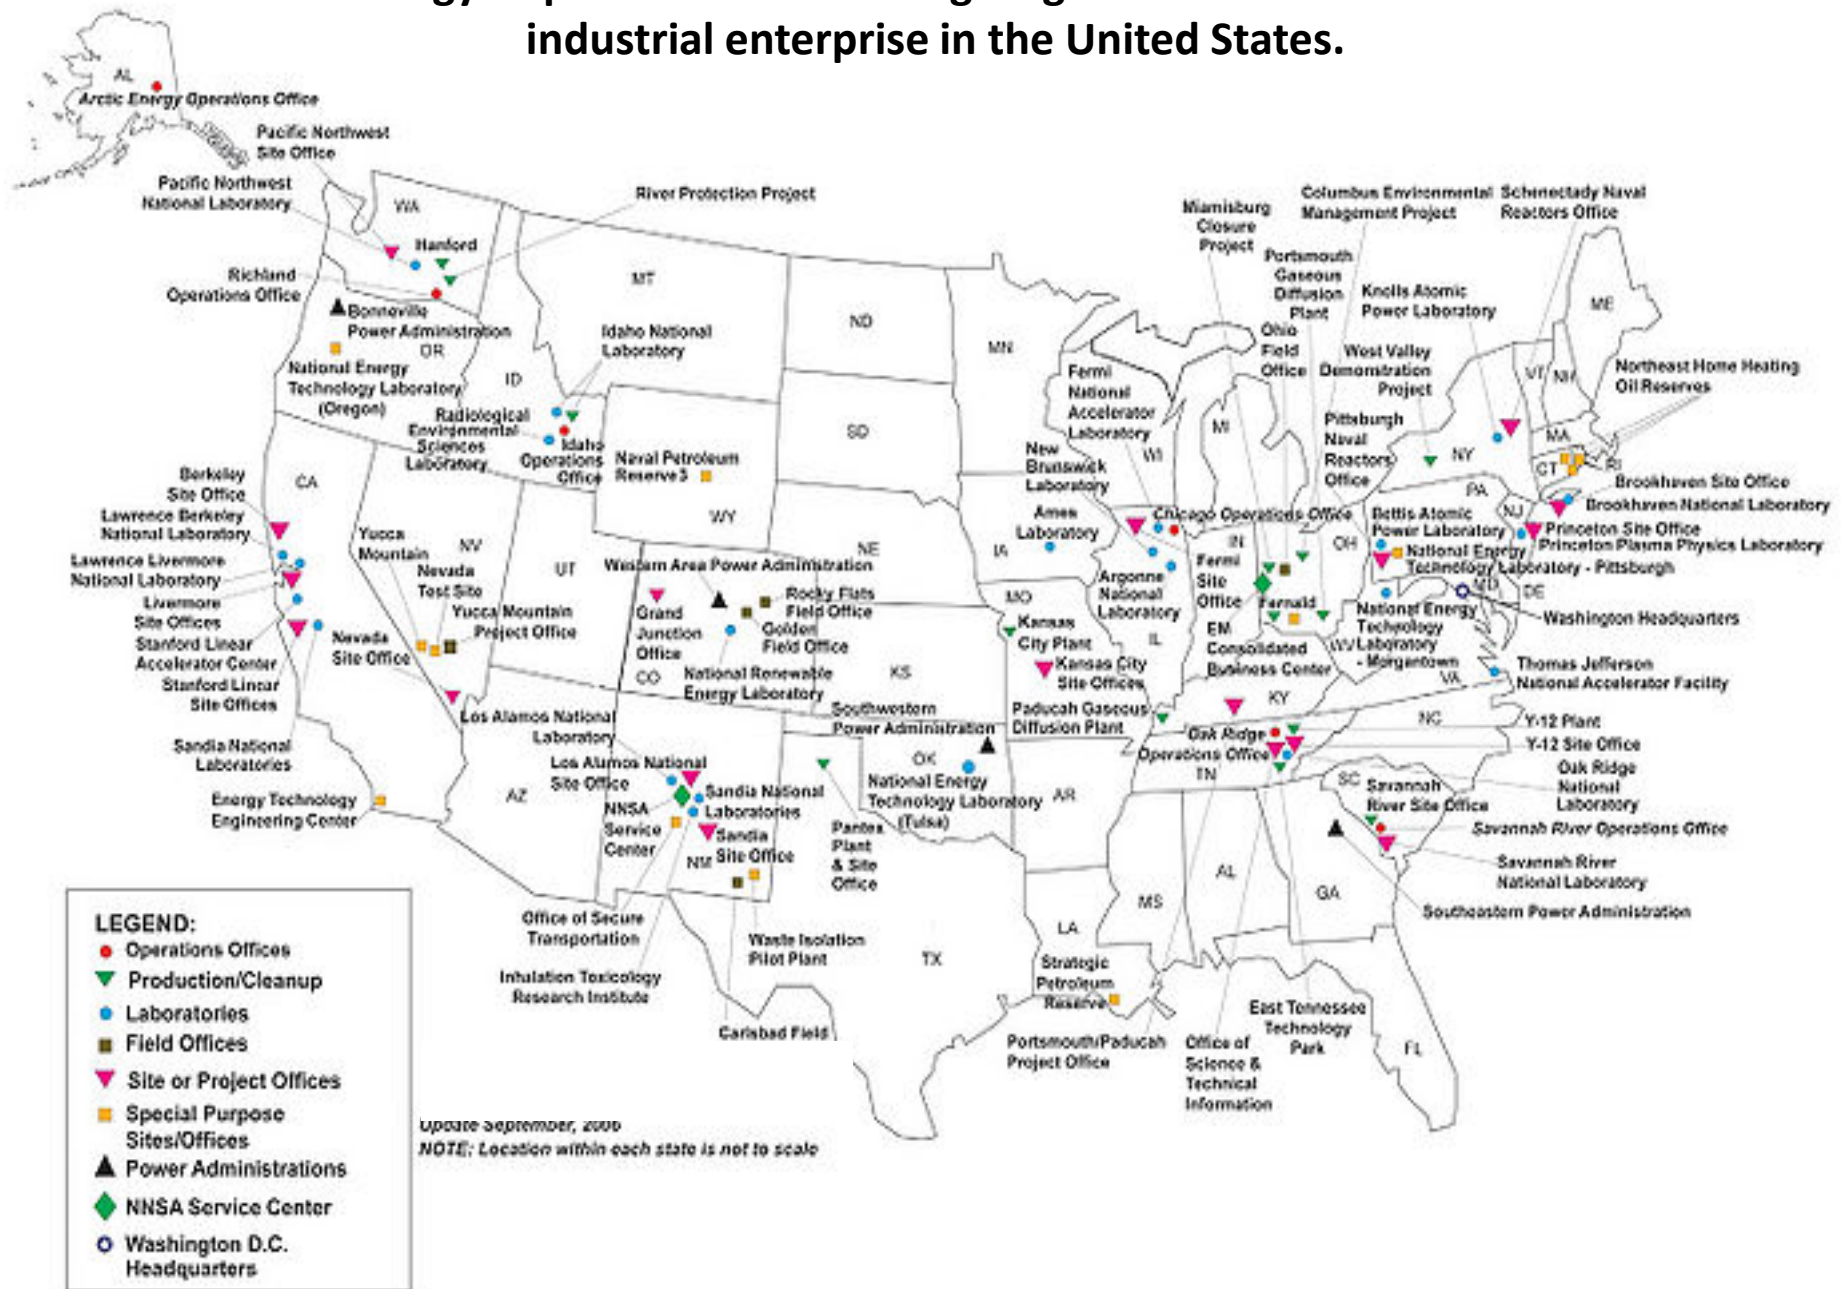 industrial enterprise in the United States.
AL
Arctic Energy Operations Office
Pacific Northwest
Site Office
Pacific Northwest
National Laboratory
WA
Hanford
River Protection Project
Richland
Operations Office
Bonneville
Power Administration
OR
National Energy
Technology Laboratory
(Oregon)
ID
MT
Idaho National
Laboratory
Radiological
Environmental
Sciences
Laboratory
Idaho
Operations
Office
Naval Petroleum
Reserve 3
WY
ND
SD
NE
KS
MN
IA
MO
WI
MI
IL
IN
OH
Berkeley
Site Office
CA
Lawrence Berkeley
National Laboratory
Lawrence Livermore
National Laboratory
Livermore
Site Offices
Stanford Linear
Accelerator Center
Stanford Linear
Site Offices
Sandia National
Laboratories
Energy Technology
Engineering Center
Yucca
Mountain
NV
Nevada
Test Site
Yucca Mountain
Project Office
Nevada
Site Office
UT
AZ
Western Area Power Administration
Grand
Junction
Office
Rocky Flats
Field Office
Golden
Field Office
CO
National Renewable
Energy Laboratory
Los Alamos National
Laboratory
Los Alamos National
Site Office
NNSA
Service
Center
Sandia National
Laboratories
Sandia
Site Office
NM
Office of Secure
Transportation
Inhalation Toxicology
Research Institute
Waste Isolation
Pilot Plant
Carlsbad Field
Pantex
Plant
& Site
Office
Southwestern
Power Administration
OK
National Energy
Technology Laboratory
(Tulsa)
TX
AR
LA
MS
AL
GA
FL
Strategic
Petroleum
Reserve
Portsmouth/Paducah
Project Office
Office of
Science &
Technical
Information
East Tennessee
Technology
Park
Kansas
City Plant
Kansas City
Site Offices
Paducah Gaseous
Diffusion Plant
Ames
Laboratory
New
Brunswick
Laboratory
Fermi
National
Accelerator
Laboratory
Chicago Operations Office
Argonne
National
Laboratory
Fermi
Site
Office
Fernald
EM
Consolidated
Business Center
KY
Oak Ridge
Operations Office
TN
Miamisburg
Closure
Project
Portsmouth
Gaseous
Diffusion
Plant
Ohio
Field
Office
Columbus Environmental
Management Project
Schenectady Naval
Reactors Office
Knolls Atomic
Power Laboratory
West Valley
Demonstration
Project
Pittsburgh
Naval
Reactors
Office
NY
VT
NH
ME
MA
CT
RI
PA
NJ
MD
DE
Northeast Home Heating
Oil Reserves
Brookhaven Site Office
Brookhaven National Laboratory
Princeton Site Office
Princeton Plasma Physics Laboratory
Bettis Atomic
Power Laboratory
National Energy
Technology Laboratory - Pittsburgh
Washington Headquarters
National Energy
Technology
Laboratory
- Morgantown
WV
VA
Thomas Jefferson
National Accelerator Facility
NC
Y-12 Plant
Y-12 Site Office
Oak Ridge
National
Laboratory
SC
Savannah
River Site Office
Savannah River Operations Office
Savannah River
National Laboratory
Southeastern Power Administration
LEGEND:
Operations Offices
Production/Cleanup
Laboratories
Field Offices
Site or Project Offices
Special Purpose
Sites/Offices
Power Administrations
NNSA Service Center
Washington D.C.
Headquarters
Update September, 2006
NOTE: Location within each state is not to scale